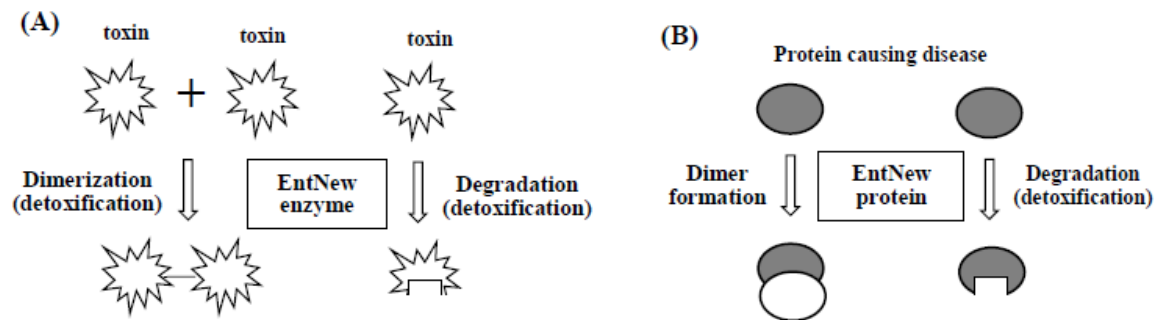 (A)
toxin toxin toxin
+
Dimerization
(detoxification)
EntNew
enzyme
Degradation
(detoxification)
(B)
Protein causing disease
Dimer
formation
EntNew
protein
Degradation
(detoxification)